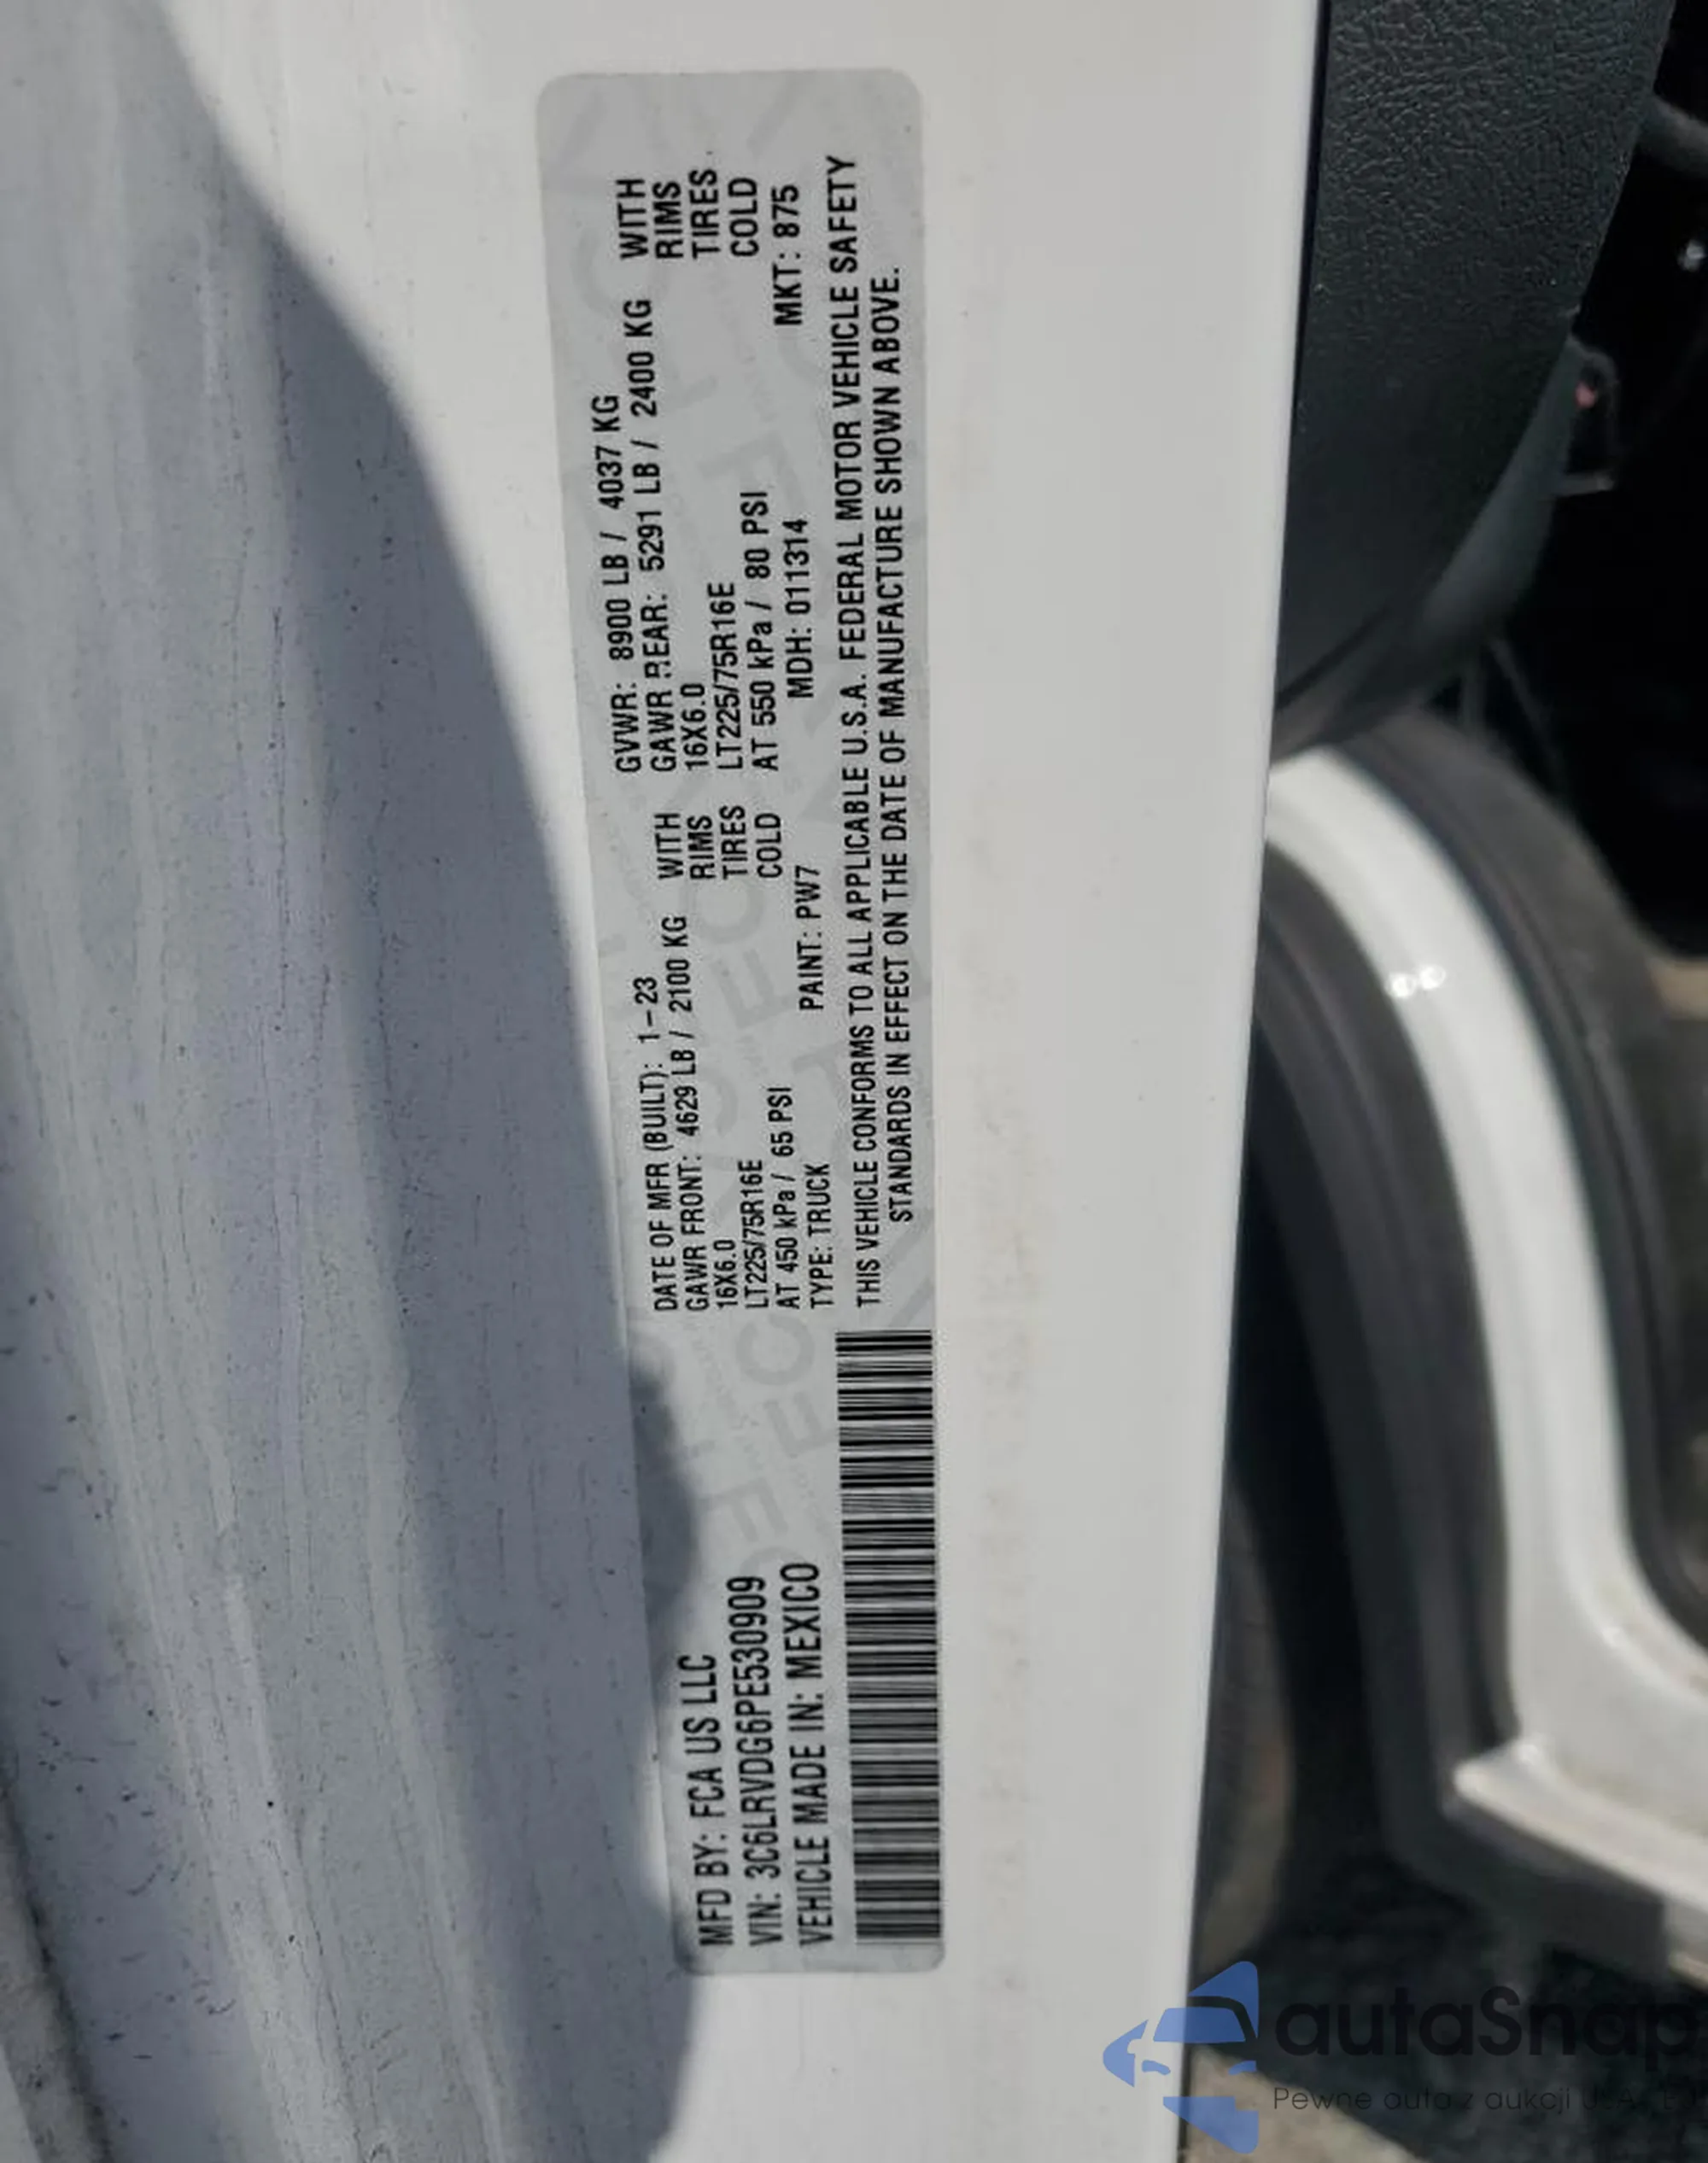 MFD BY: FCA US LLC
VIN: 3C6LRVDG6PE530909
VEHICLE MADE IN: MEXICO
DATE OF MFR (BUILT): 1-23
GAWR FRONT: 4629 LB / 2100 KG WITH
16X6.0 RIMS
LT225/75R16E TIRES
AT 450 kPa / 65 PSI COLD
GVWR: 8900 LB / 4037 KG
GAWR REAR: 5291 LB / 2400 KG WITH
16X6.0 RIMS
LT225/75R16E TIRES
AT 550 kPa / 80 PSI COLD
TYPE: TRUCK PAINT: PW7 MDH: 011314 MKT: 875
THIS VEHICLE CONFORMS TO ALL APPLICABLE U.S.A. FEDERAL MOTOR VEHICLE SAFETY
STANDARDS IN EFFECT ON THE DATE OF MANUFACTURE SHOWN ABOVE.
autaSnap
Pewne auta z aukcji